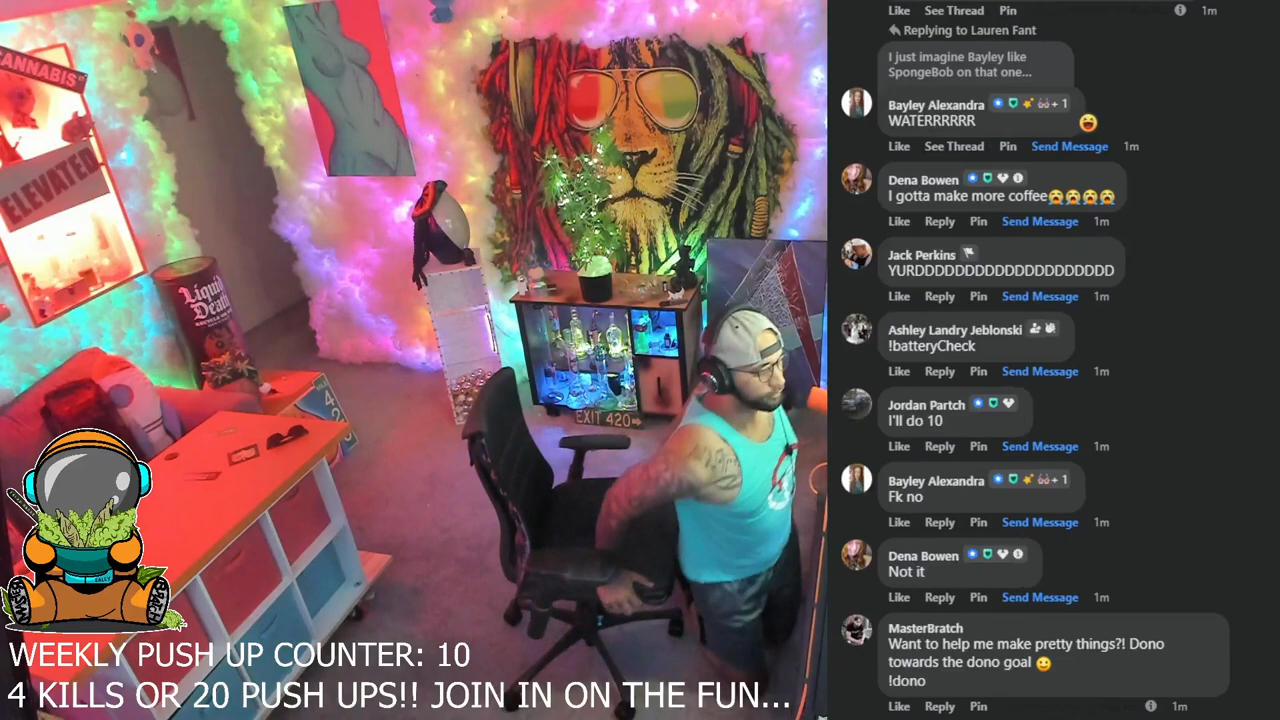 CANNABIS
ELEVATED
Liquid
Death
EXIT 420
WEEKLY PUSH UP COUNTER: 10
4 KILLS OR 20 PUSH UPS!! JOIN IN ON THE FUN...
Like See Thread Pin 1m
Replying to Lauren Fant
I just imagine Bayley like
SpongeBob on that one...
Bayley Alexandra + 1
WATERRRRRR
Like See Thread Pin Send Message 1m
Dena Bowen
I gotta make more coffee😭😭😭😭
Like Reply Pin Send Message 1m
Jack Perkins
YURDDDDDDDDDDDDDDDDDDDD
Like Reply Pin Send Message 1m
Ashley Landry Jeblonski
!batteryCheck
Like Reply Pin Send Message 1m
Jordan Partch
I'll do 10
Like Reply Pin Send Message 1m
Bayley Alexandra + 1
Fk no
Like Reply Pin Send Message 1m
Dena Bowen
Not it
Like Reply Pin Send Message 1m
MasterBratch
Want to help me make pretty things?! Dono
towards the dono goal 😀
!dono
Like Reply Pin 1m